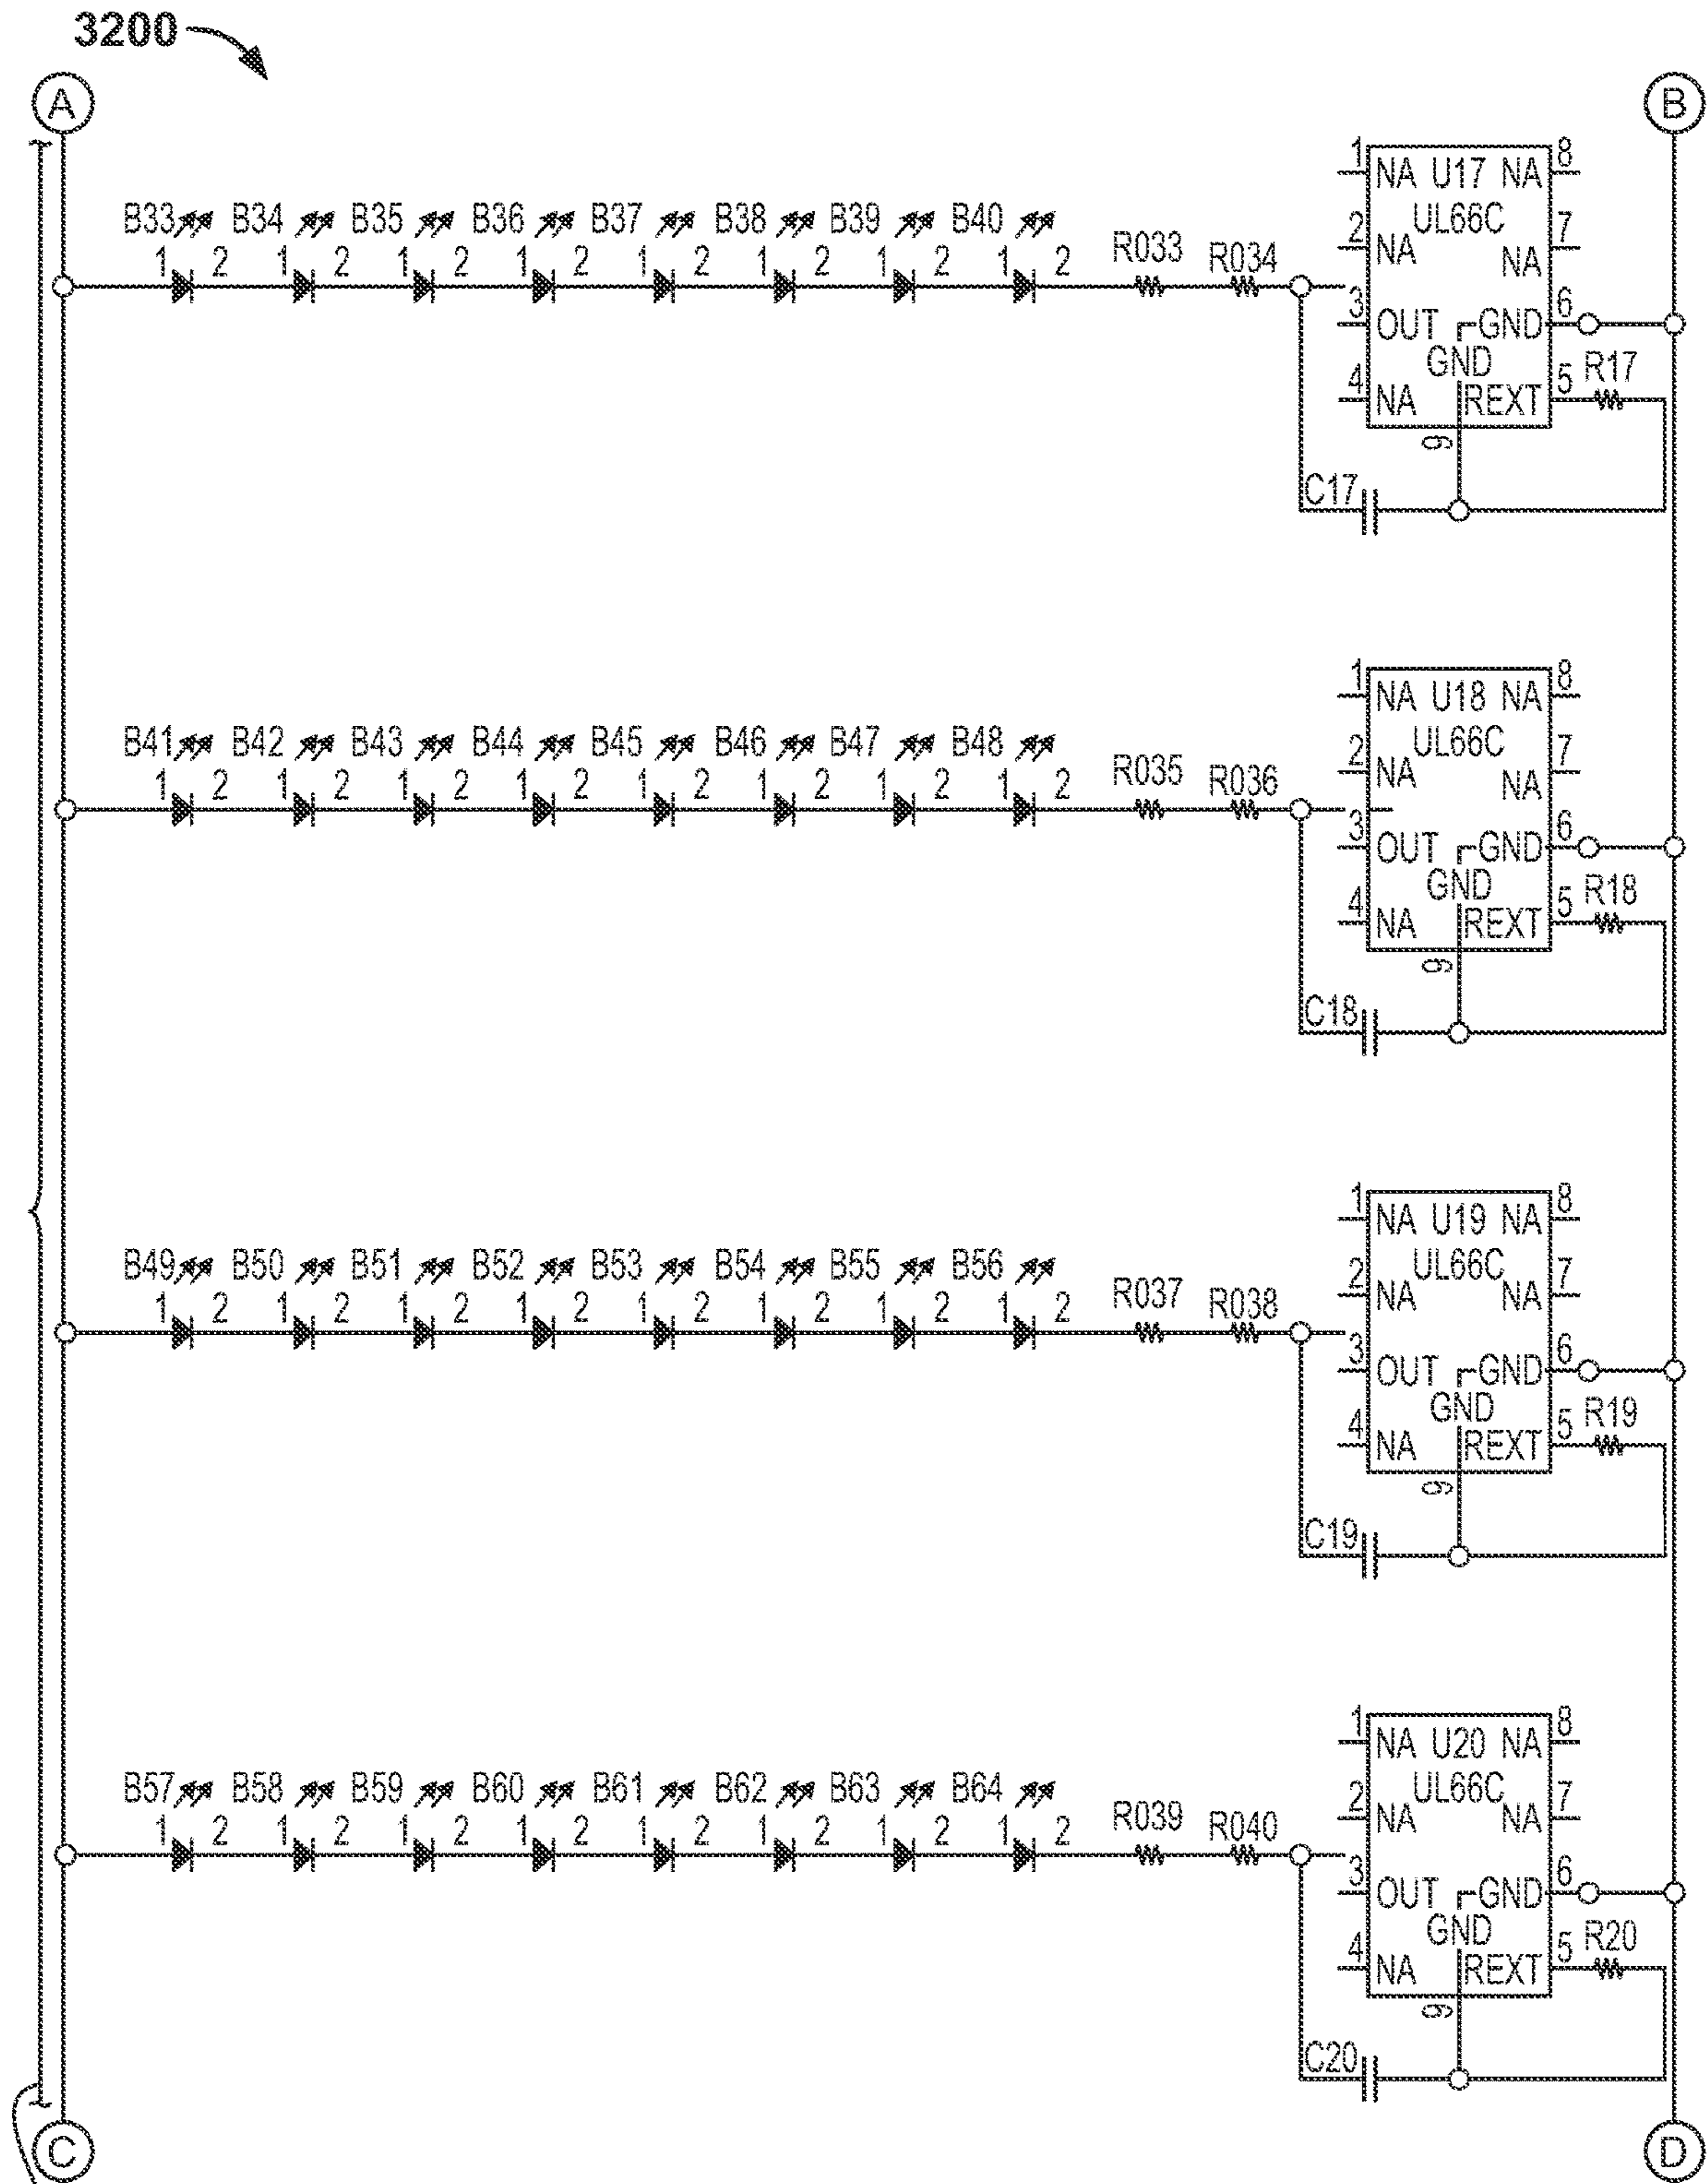 3200
A B
1 NA U17 NA 8
B33 B34 B35 B36 B37 B38 B39 B40 UL66C
1 2 1 2 1 2 1 2 1 2 1 2 1 2 1 2 R033 R034 2 NA NA 7
3 OUT GND 6
GND
4 NA REXT 5 R17
9
C17
1 NA U18 NA 8
B41 B42 B43 B44 B45 B46 B47 B48 UL66C
1 2 1 2 1 2 1 2 1 2 1 2 1 2 1 2 R035 R036 2 NA NA 7
3 OUT GND 6
GND
4 NA REXT 5 R18
9
C18
1 NA U19 NA 8
B49 B50 B51 B52 B53 B54 B55 B56 UL66C
1 2 1 2 1 2 1 2 1 2 1 2 1 2 1 2 R037 R038 2 NA NA 7
3 OUT GND 6
GND
4 NA REXT 5 R19
9
C19
1 NA U20 NA 8
B57 B58 B59 B60 B61 B62 B63 B64 UL66C
1 2 1 2 1 2 1 2 1 2 1 2 1 2 1 2 R039 R040 2 NA NA 7
3 OUT GND 6
GND
4 NA REXT 5 R20
9
C20
C D